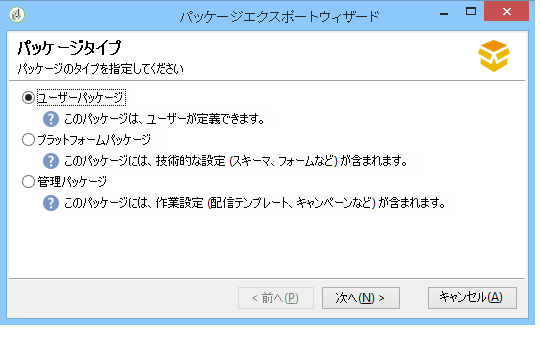 パッケージエクスポートウィザード
パッケージタイプ
パッケージのタイプを指定してください
ユーザーパッケージ
このパッケージは、ユーザーが定義できます。
プラットフォームパッケージ
このパッケージには、技術的な設定 (スキーマ、フォームなど) が含まれます。
管理パッケージ
このパッケージには、作業設定 (配信テンプレート、キャンペーンなど) が含まれます。
< 前へ(P) 次へ(N) > キャンセル(A)